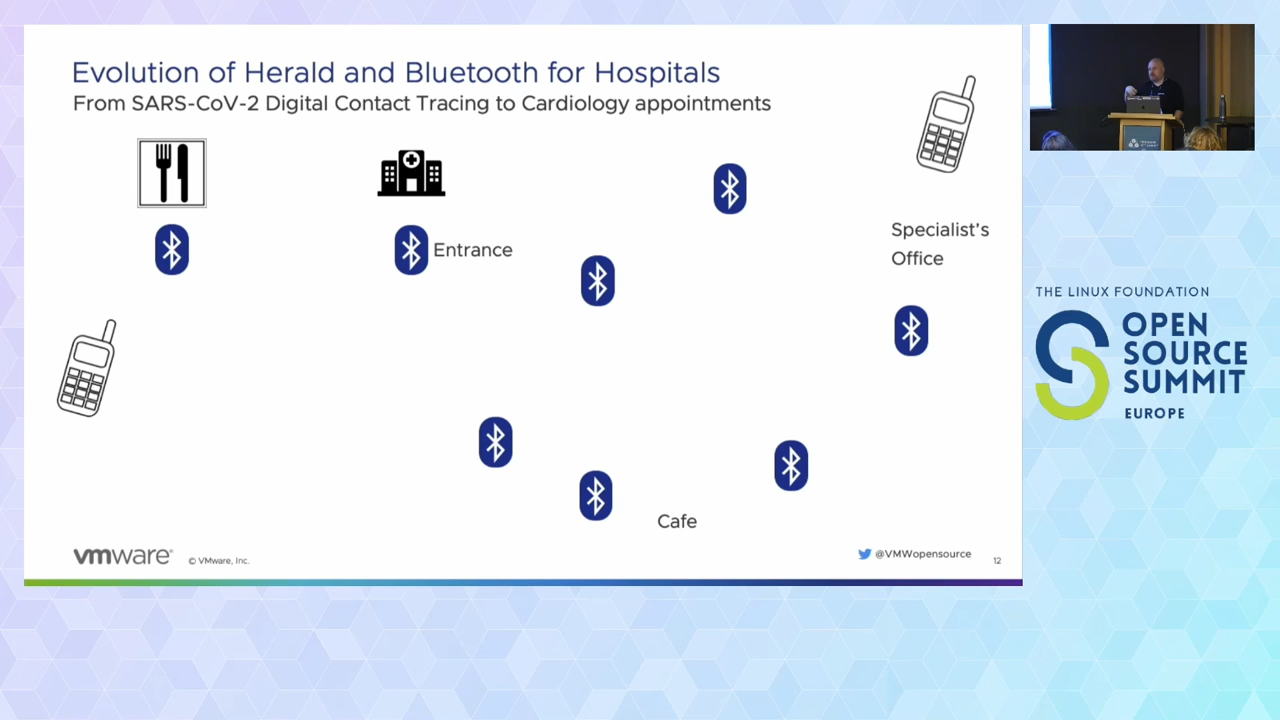 Evolution of Herald and Bluetooth for Hospitals
From SARS-CoV-2 Digital Contact Tracing to Cardiology appointments
Entrance
Specialist's
Office
Cafe
vmware®
© VMware, Inc.
@VMWopensource
12
THE LINUX FOUNDATION
OPEN
SOURCE
SUMMIT
EUROPE